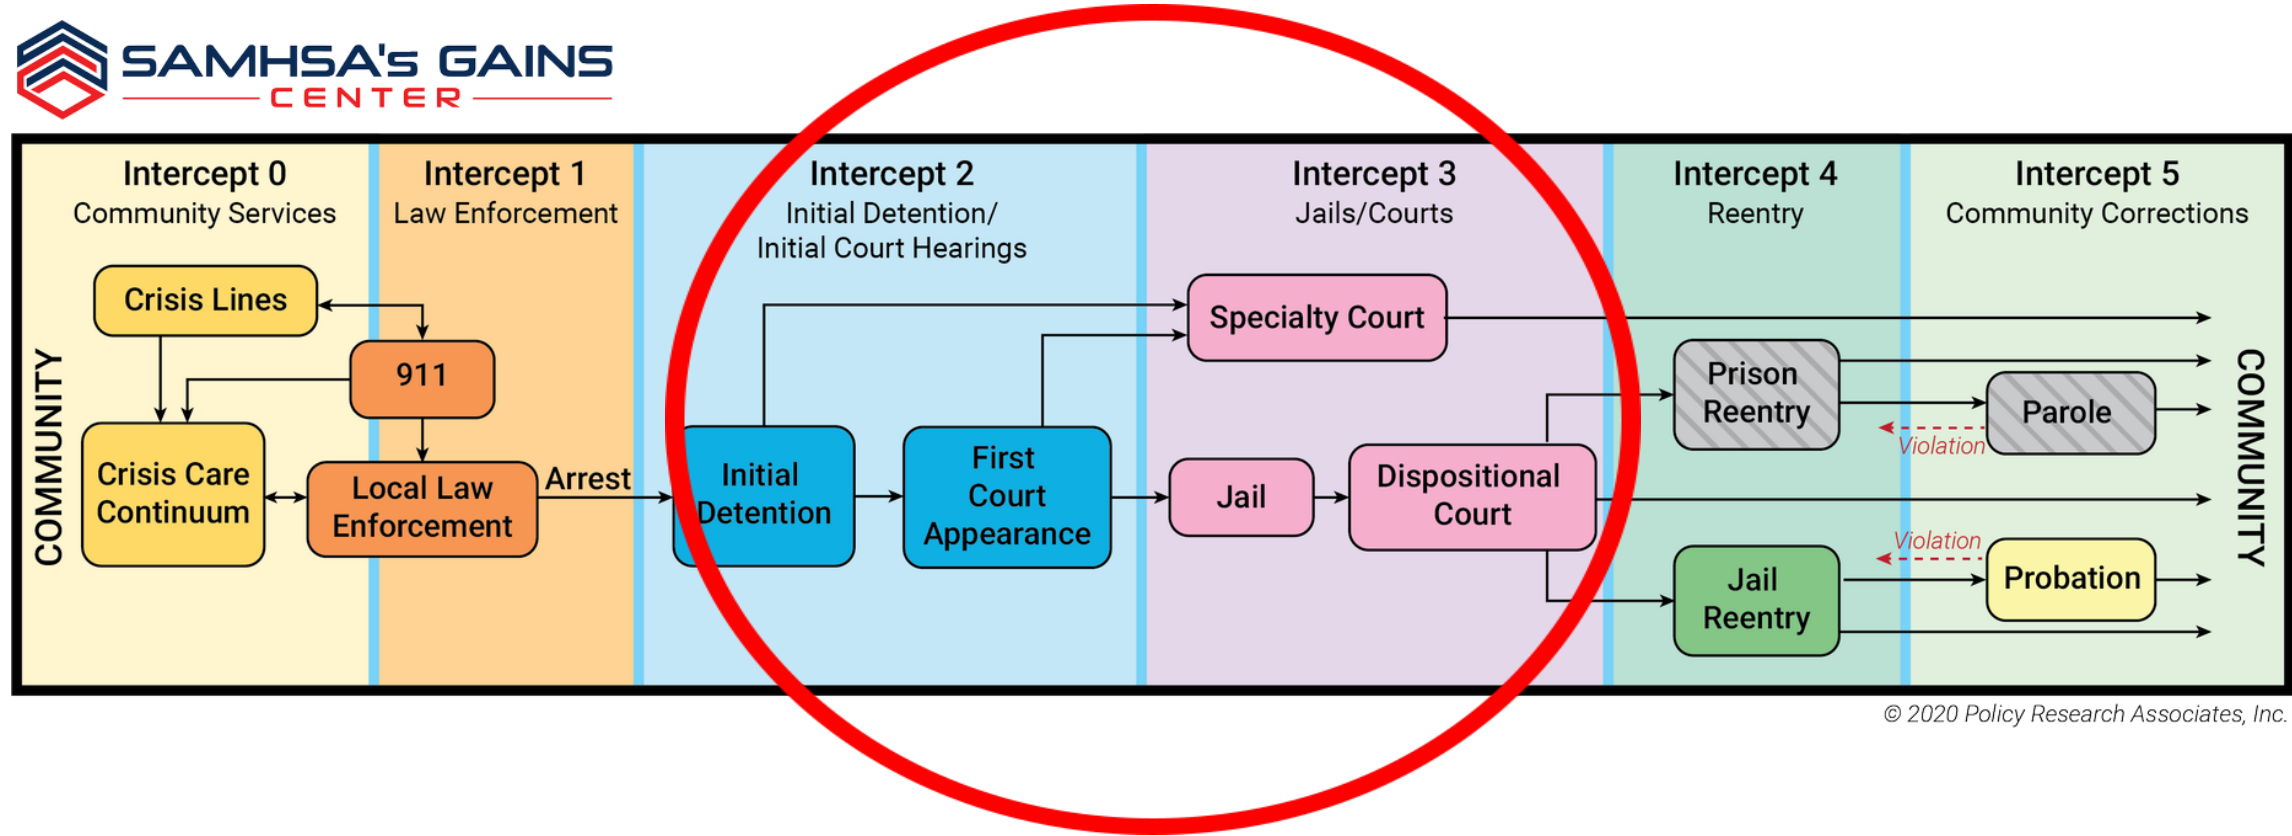 SAMHSA's GAINS
CENTER
Intercept 0
Community Services
Intercept 1
Law Enforcement
Intercept 2
Initial Detention/
Initial Court Hearings
Intercept 3
Jails/Courts
Intercept 4
Reentry
Intercept 5
Community Corrections
COMMUNITY
Crisis Lines
911
Crisis Care
Continuum
Local Law
Enforcement
Arrest
Initial
Detention
First
Court
Appearance
Specialty Court
Jail
Dispositional
Court
Prison
Reentry
Parole
Violation
Violation
Jail
Reentry
Probation
COMMUNITY
© 2020 Policy Research Associates, Inc.